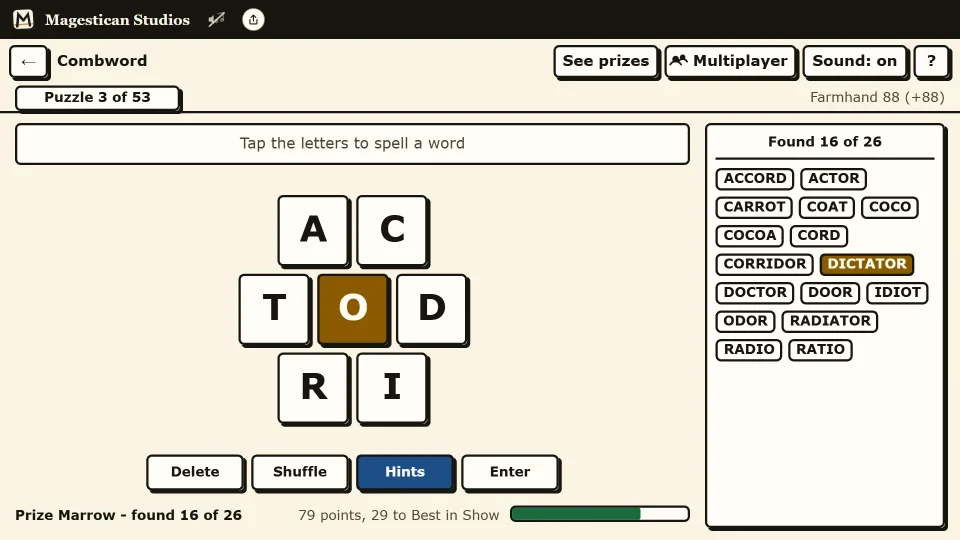 Magestican Studios
← Combword
See prizes
Multiplayer
Sound: on
?
Puzzle 3 of 53
Farmhand 88 (+88)
Tap the letters to spell a word
A C
T O D
R I
Delete
Shuffle
Hints
Enter
Prize Marrow - found 16 of 26
79 points, 29 to Best in Show
Found 16 of 26
ACCORD ACTOR
CARROT COAT COCO
COCOA CORD
CORRIDOR DICTATOR
DOCTOR DOOR IDIOT
ODOR RADIATOR
RADIO RATIO